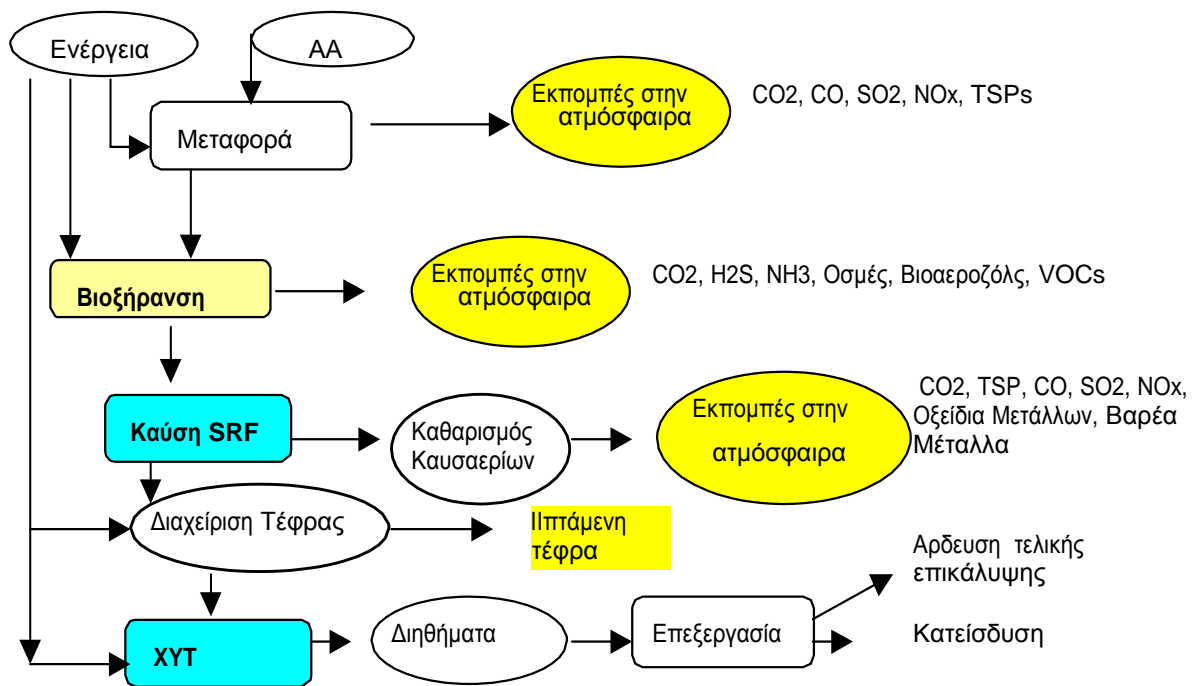 Ενέργεια
ΑΑ
Εκπομπές στην
ατμόσφαιρα
CO2, CO, SO2, NOx, TSPs
Μεταφορά
Βιοξήρανση
Εκπομπές στην
ατμόσφαιρα
CO2, H2S, NH3, Οσμές, Βιοαεροζόλς, VOCs
Καύση SRF
Καθαρισμός
Καυσαερίων
Εκπομπές στην
ατμόσφαιρα
CO2, TSP, CO, SO2, NOx,
Οξείδια Μετάλλων, Βαρέα
Μέταλλα
Διαχείριση Τέφρας
ΙΙπτάμενη
τέφρα
Αρδευση τελικής
επικάλυψης
ΧΥΤ
Διηθήματα
Επεξεργασία
Κατείσδυση